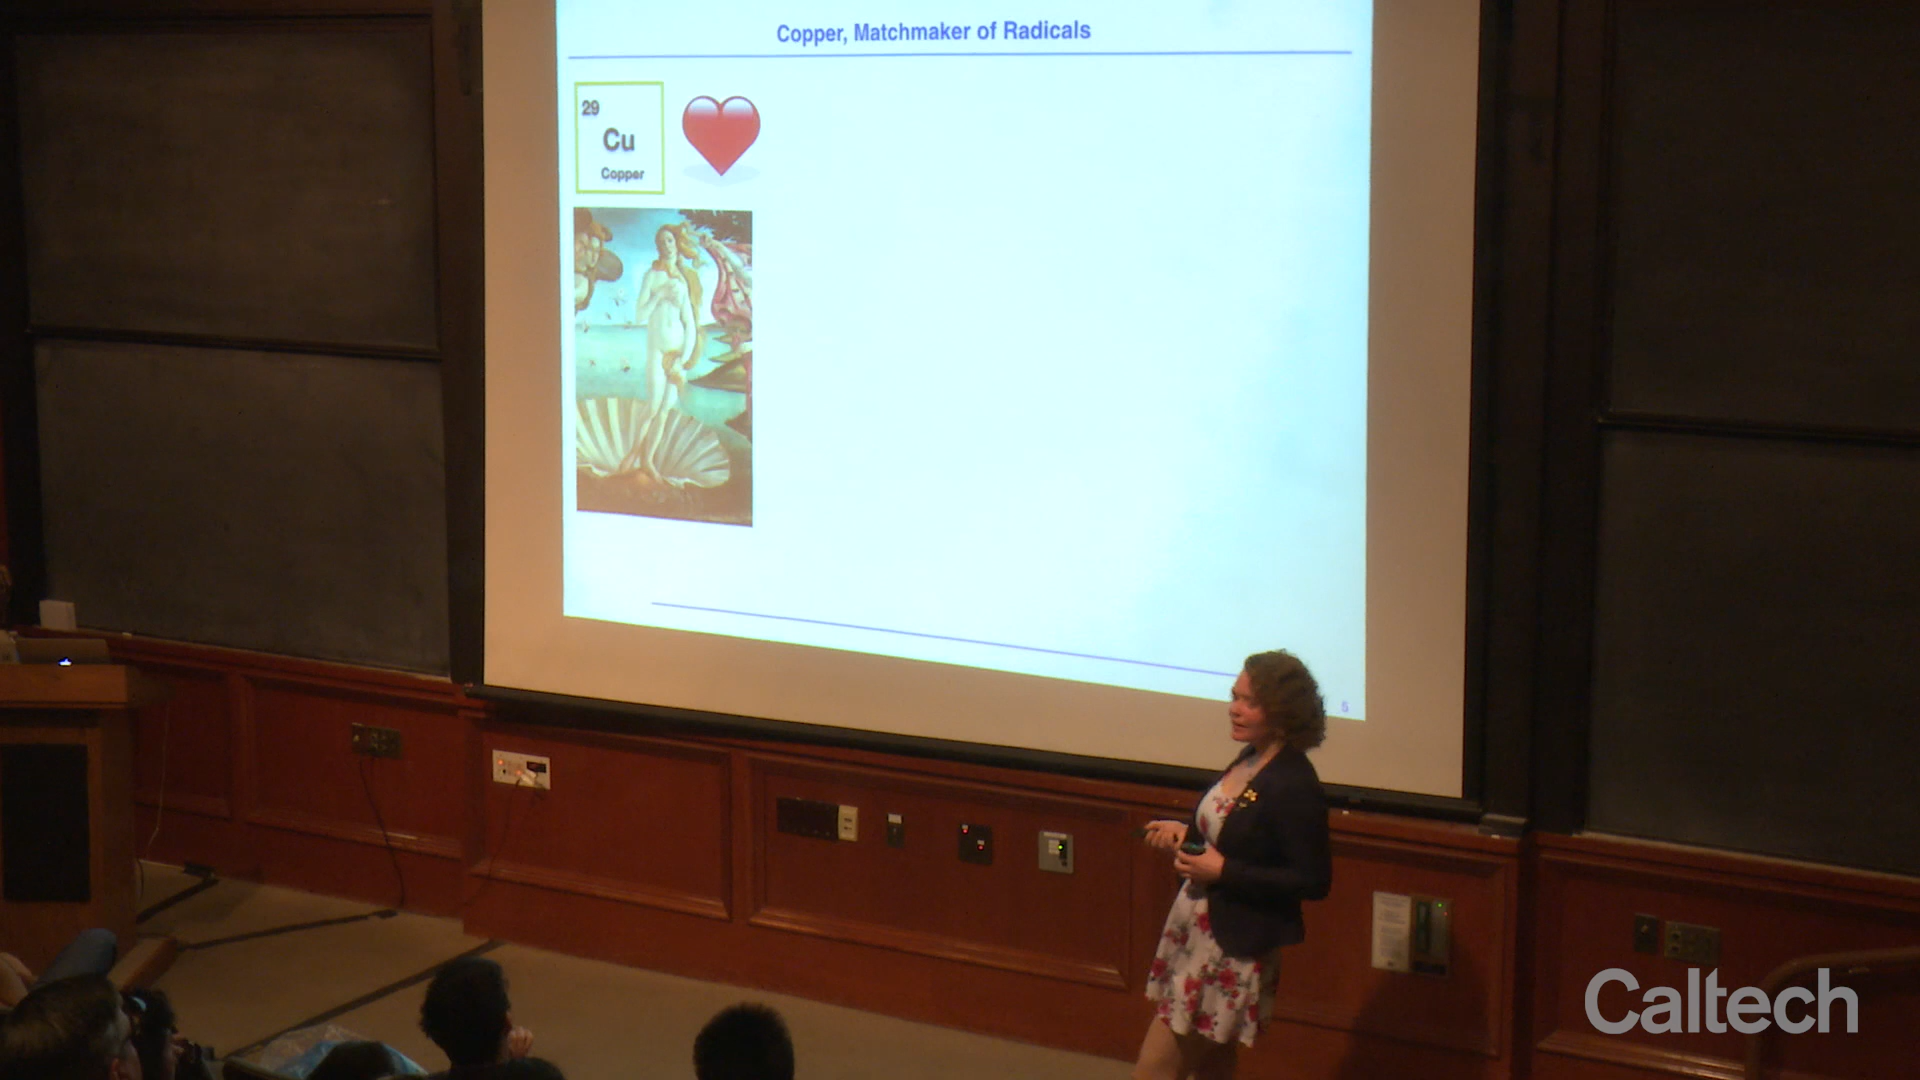 Copper, Matchmaker of Radicals
29
Cu
Copper
5
Caltech